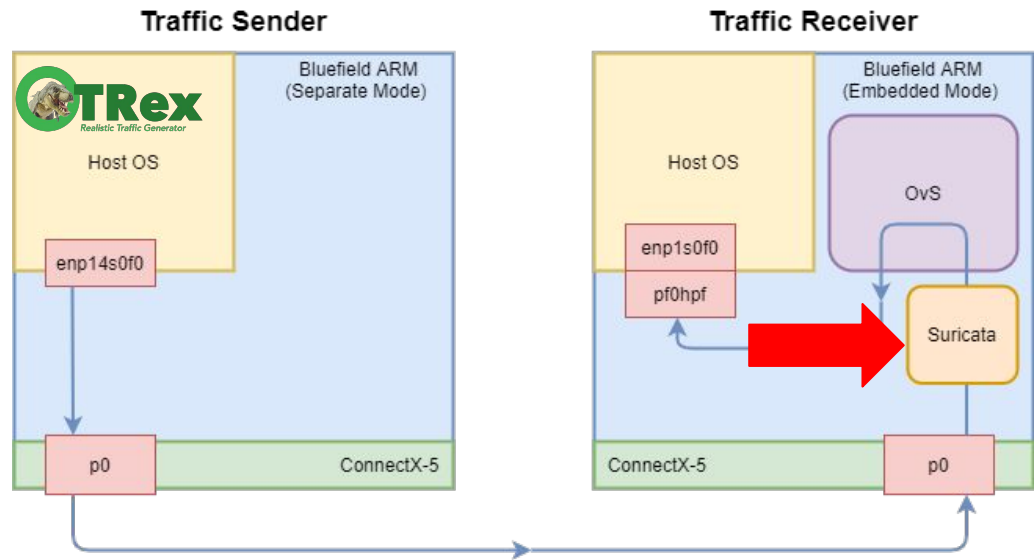 Traffic Sender
TRex
Realistic Traffic Generator
Bluefield ARM
(Separate Mode)
Host OS
enp14s0f0
p0
ConnectX-5
Traffic Receiver
Bluefield ARM
(Embedded Mode)
Host OS
OvS
enp1s0f0
pf0hpf
Suricata
ConnectX-5
p0